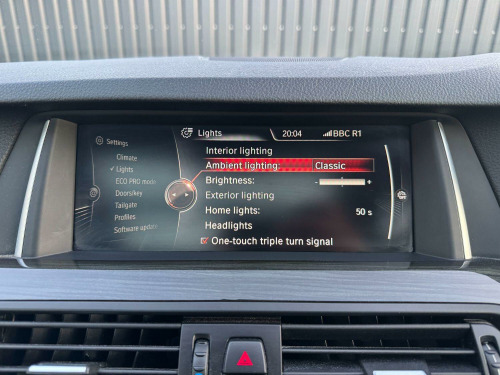 Settings
Climate
Lights
ECO PRO mode
Doors/key
Tailgate
Profiles
Software update
Lights 20:04 BBC R1
Interior lighting
Ambient lighting: Classic
Brightness: - +
Exterior lighting
Home lights: 50 s
Headlights
One-touch triple turn signal